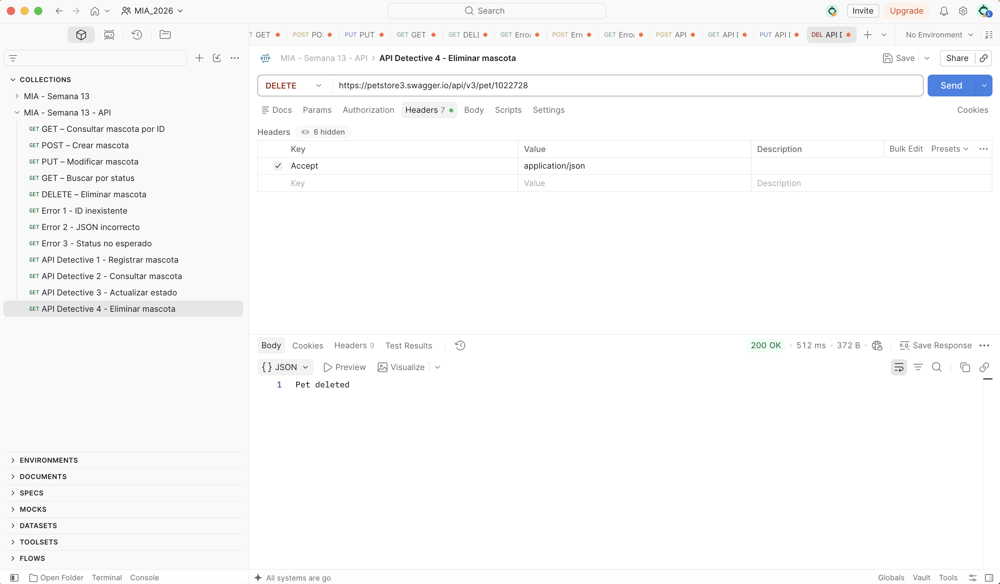 MIA_2026
Search
Invite
Upgrade
T GET
POST PO:
PUT PUT
GET GET
GET DEL
GET Erro
POST Err
GET Erro
POST API
GET API
PUT API
DEL API
No Environment
MIA - Semana 13 - API > API Detective 4 - Eliminar mascota
Save
Share
COLLECTIONS
MIA - Semana 13
MIA - Semana 13 - API
GET GET – Consultar mascota por ID
GET POST – Crear mascota
GET PUT – Modificar mascota
GET GET – Buscar por status
GET DELETE – Eliminar mascota
GET Error 1 - ID inexistente
GET Error 2 - JSON incorrecto
GET Error 3 - Status no esperado
GET API Detective 1 - Registrar mascota
GET API Detective 2 - Consultar mascota
GET API Detective 3 - Actualizar estado
GET API Detective 4 - Eliminar mascota
ENVIRONMENTS
DOCUMENTS
SPECS
MOCKS
DATASETS
TOOLSETS
FLOWS
HTTP
DELETE https://petstore3.swagger.io/api/v3/pet/1022728
Send
Docs Params Authorization Headers 7 Body Scripts Settings Cookies
Headers 6 hidden
Key Value Description Bulk Edit Presets
Accept application/json
Key Value Description
Body Cookies Headers 9 Test Results
200 OK • 512 ms • 372 B
e.g. Save Response
{ } JSON Preview Visualize
1 Pet deleted
Open Folder Terminal Console
All systems are go
Globals Vault Tools
L